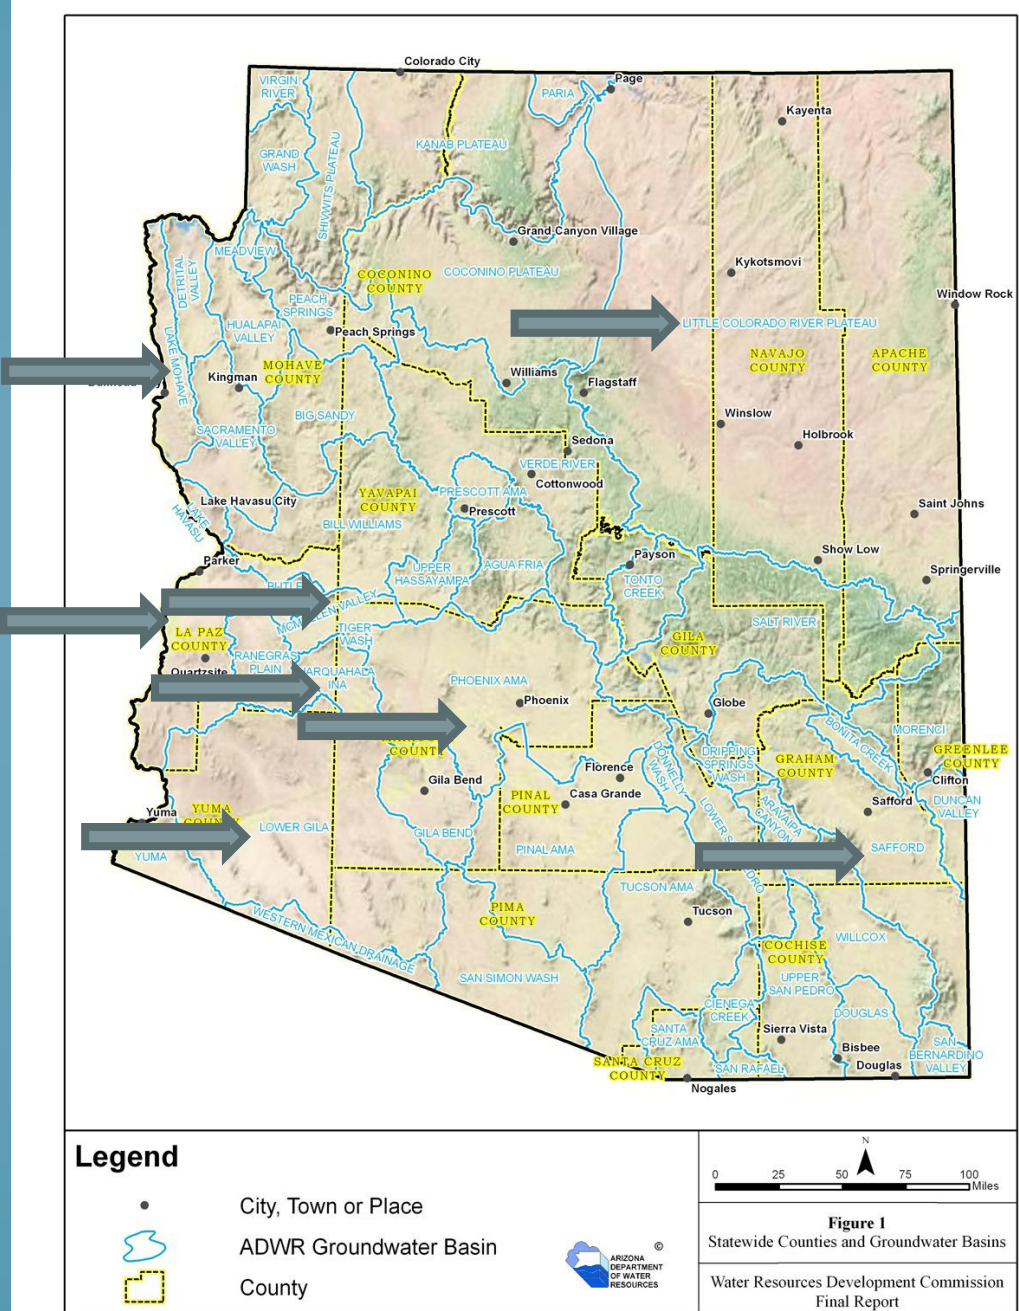 Colorado City
VIRGIN
RIVER
PARIA
Page
Kayenta
GRAND
WASH
SHIVWITS PLATEAU
KANAB PLATEAU
Grand Canyon Village
MEADVIEW
DETRITAL
VALLEY
COCONINO
COUNTY
COCONINO PLATEAU
Kykotsmovi
Window Rock
PEACH
SPRINGS
HUALAPAI
VALLEY
Peach Springs
LITTLE COLORADO RIVER PLATEAU
LAKE MOHAVE
MOHAVE
COUNTY
NAVAJO
COUNTY
APACHE
COUNTY
Kingman
Williams
Flagstaff
BIG SANDY
Winslow
SACRAMENTO
VALLEY
Sedona
Holbrook
VERDE RIVER
Cottonwood
YAVAPAI
COUNTY
PRESCOTT AMA
Prescott
Lake Havasu City
LAKE
HAVASU
BILL WILLIAMS
Saint Johns
Parker
UPPER
HASSAYAMPA
AGUA FRIA
Payson
Show Low
TONTO
CREEK
Springerville
LA PAZ
COUNTY
TIGER
WASH
SALT RIVER
GILA
COUNTY
RANEGRAS
PLAIN
INA
Quartzsite
PHOENIX AMA
Phoenix
Globe
COUNTY
MORENCI
BONITA CREEK
DONNELLY
WASH
DRIPPING
SPRINGS
WASH
GRAHAM
COUNTY
GREENLEE
COUNTY
Clifton
Florence
Gila Bend
PINAL
COUNTY
Casa Grande
Safford
DUNCAN
VALLEY
ARAVAIPA
CANYON
Yuma
YUMA
LOWER GILA
GILA BEND
PINAL AMA
LOWER
SAFFORD
YUMA
TUCSON AMA
PIMA
COUNTY
Tucson
WESTERN MEXICAN DRAINAGE
COCHISE
COUNTY
WILLCOX
SAN SIMON WASH
UPPER
SAN PEDRO
CIENEGA
CREEK
DOUGLAS
SANTA
CRUZ AMA
Sierra Vista
Bisbee
SAN
BERNARDINO
VALLEY
SANTA CRUZ
COUNTY
SAN RAFAEL
Douglas
Nogales
Legend
City, Town or Place
ADWR Groundwater Basin
County
©
ARIZONA
DEPARTMENT
OF WATER
RESOURCES
N
0 25 50 75 100
Miles
Figure 1
Statewide Counties and Groundwater Basins
Water Resources Development Commission
Final Report